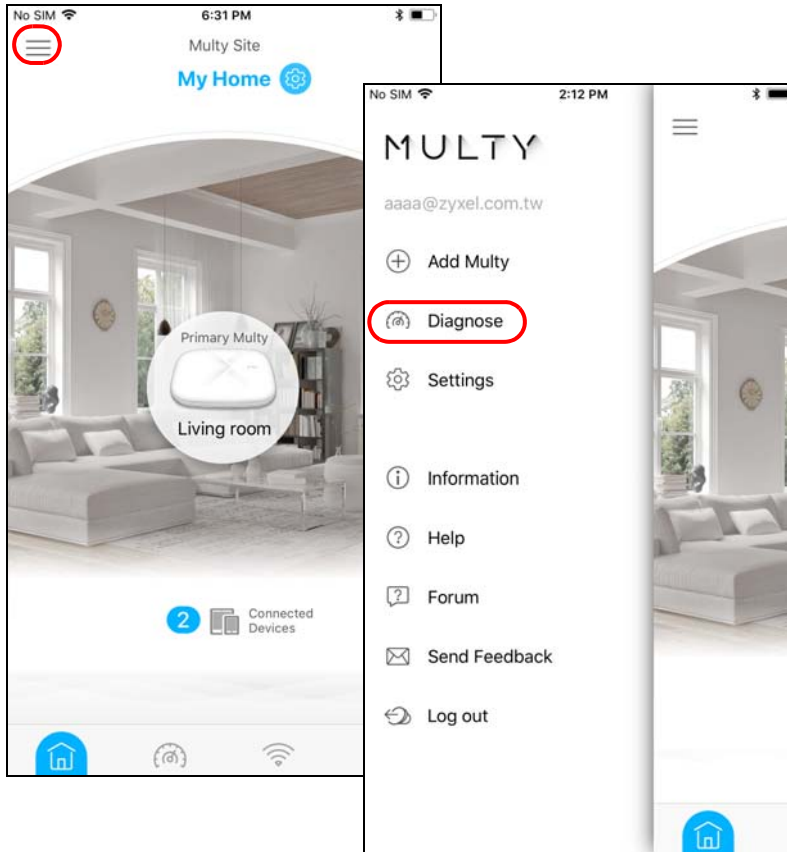 No SIM 6:31 PM
Multy Site
My Home
Primary Multy
Living room
2 Connected
Devices
No SIM 2:12 PM
MULTY
aaaa@zyxel.com.tw
Add Multy
Diagnose
Settings
Information
Help
Forum
Send Feedback
Log out